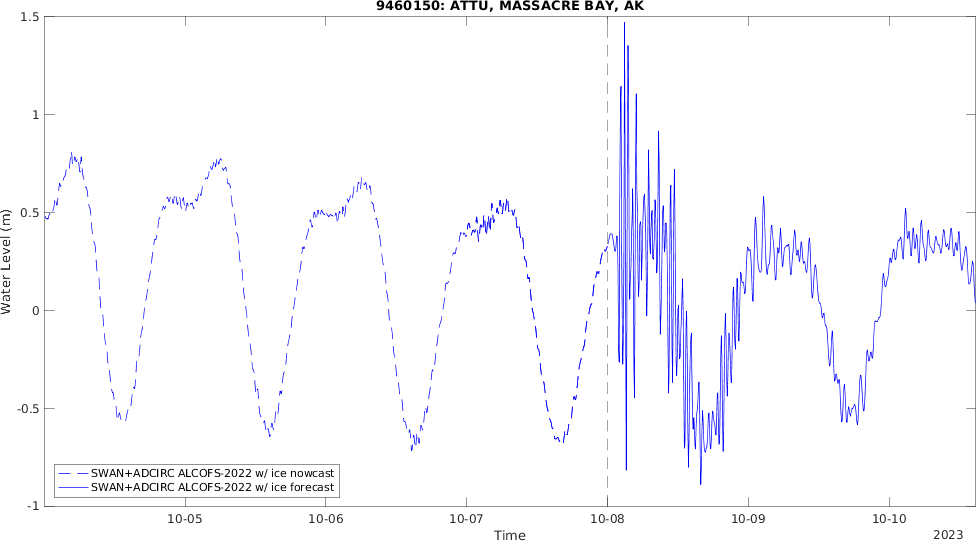 9460150: ATTU, MASSACRE BAY, AK
Water Level (m)
1.5
1
0.5
0
-0.5
-1
SWAN+ADCIRC ALCOFS-2022 w/ ice nowcast
SWAN+ADCIRC ALCOFS-2022 w/ ice forecast
10-05 10-06 10-07 10-08 10-09 10-10
Time
2023